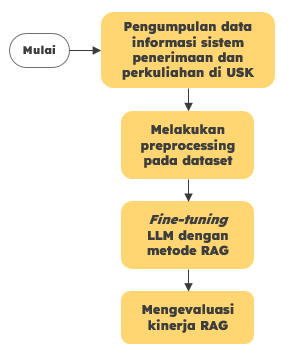 Mulai
Pengumpulan data
informasi sistem
penerimaan dan
perkuliahan di USK
Melakukan
preprocessing
pada dataset
Fine-tuning
LLM dengan
metode RAG
Mengevaluasi
kinerja RAG